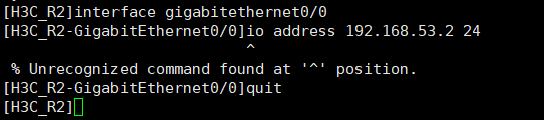 [H3C_R2]interface gigabitethernet0/0
[H3C_R2-GigabitEthernet0/0]io address 192.168.53.2 24
^
% Unrecognized command found at '^' position.
[H3C_R2-GigabitEthernet0/0]quit
[H3C_R2]